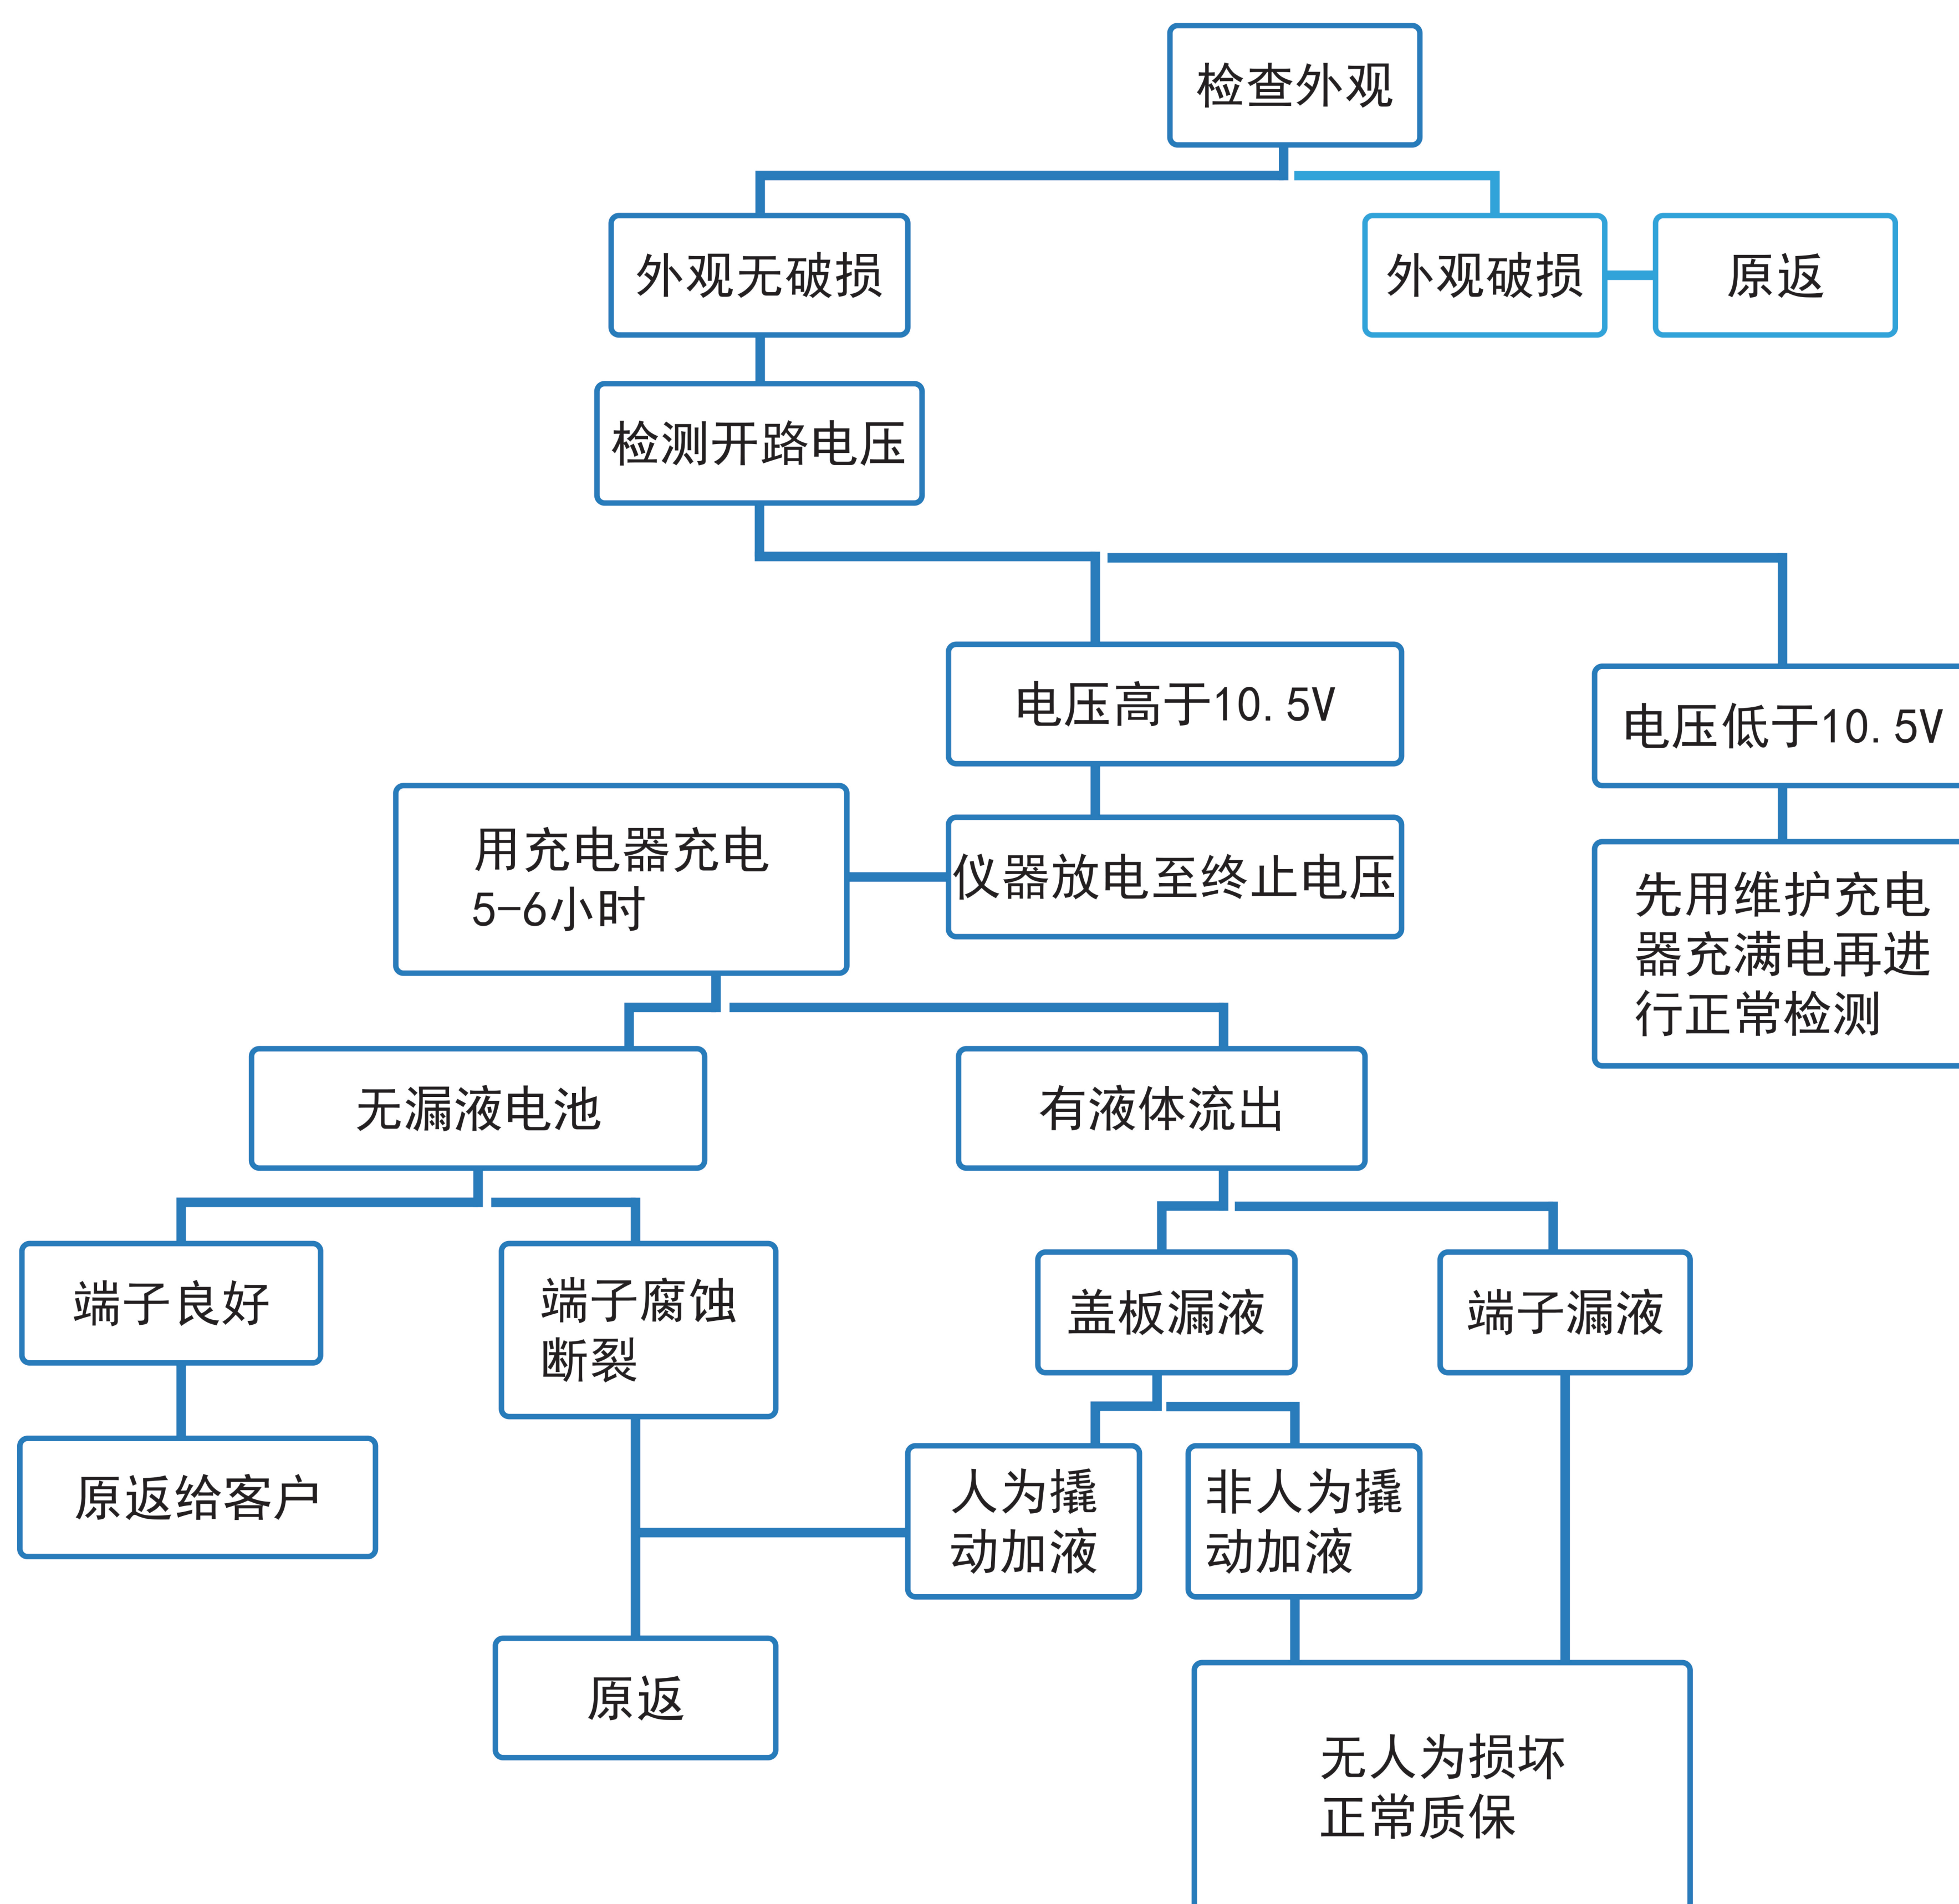 检查外观
外观无破损
外观破损
原返
检测开路电压
电压高于10.5V
电压低于10.5V
用充电器充电
5-6小时
仪器放电至终止电压
先用维护充电
器充满电再进
行正常检测
无漏液电池
有液体流出
端子良好
端子腐蚀
断裂
盖板漏液
端子漏液
原返给客户
人为撬
动加液
非人为撬
动加液
原返
无人为损坏
正常质保